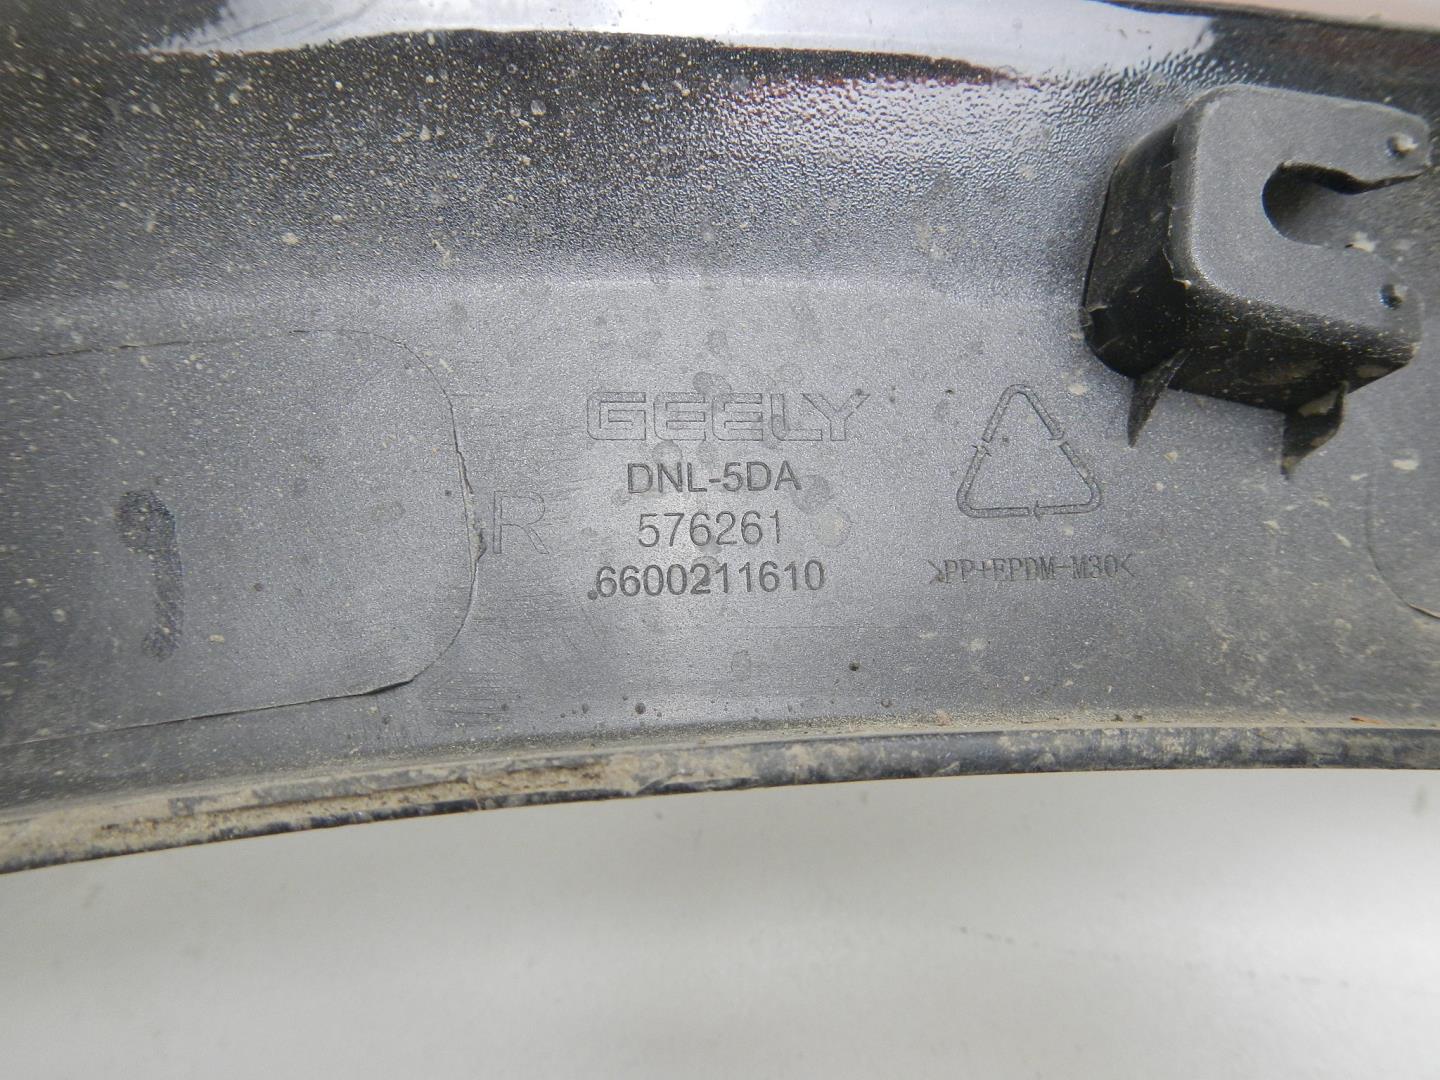 GEELY
DNL-5DA
R
576261
6600211610
>PP+EPDM-M30<